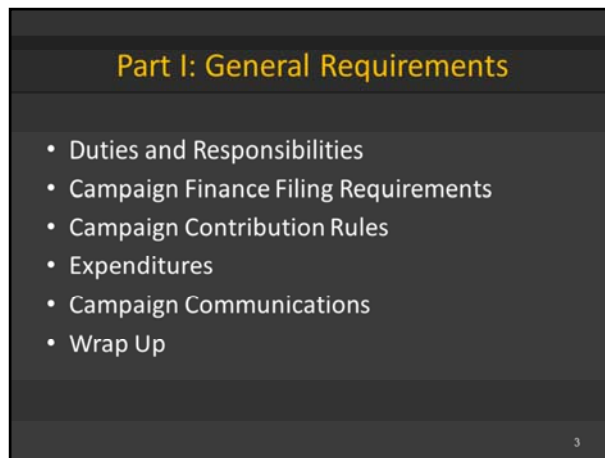 Part I: General Requirements
• Duties and Responsibilities
• Campaign Finance Filing Requirements
• Campaign Contribution Rules
• Expenditures
• Campaign Communications
• Wrap Up
3